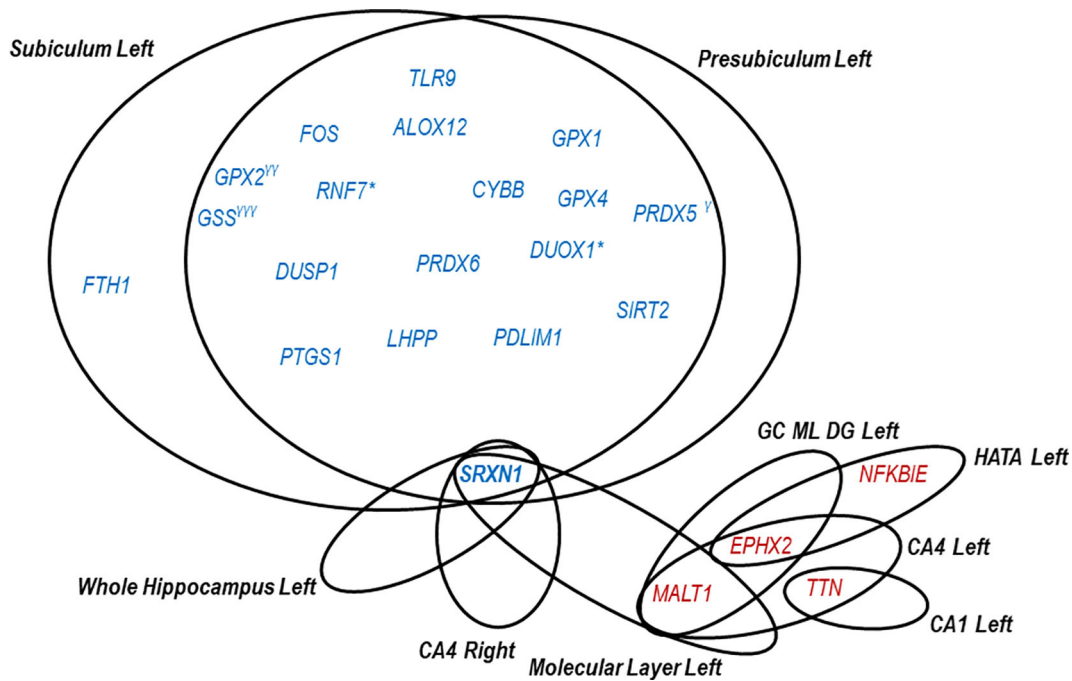 Subiculum Left
Presubiculum Left
TLR9
FOS
ALOX12
GPX1
GPX2γγ
RNF7*
CYBB
GPX4
PRDX5 γ
GSSγγγ
DUOX1*
DUSP1
PRDX6
FTH1
SIRT2
PTGS1
LHPP
PDLIM1
GC ML DG Left
HATA Left
SRXN1
NFKBIE
EPHX2
CA4 Left
Whole Hippocampus Left
MALT1
TTN
CA1 Left
CA4 Right
Molecular Layer Left